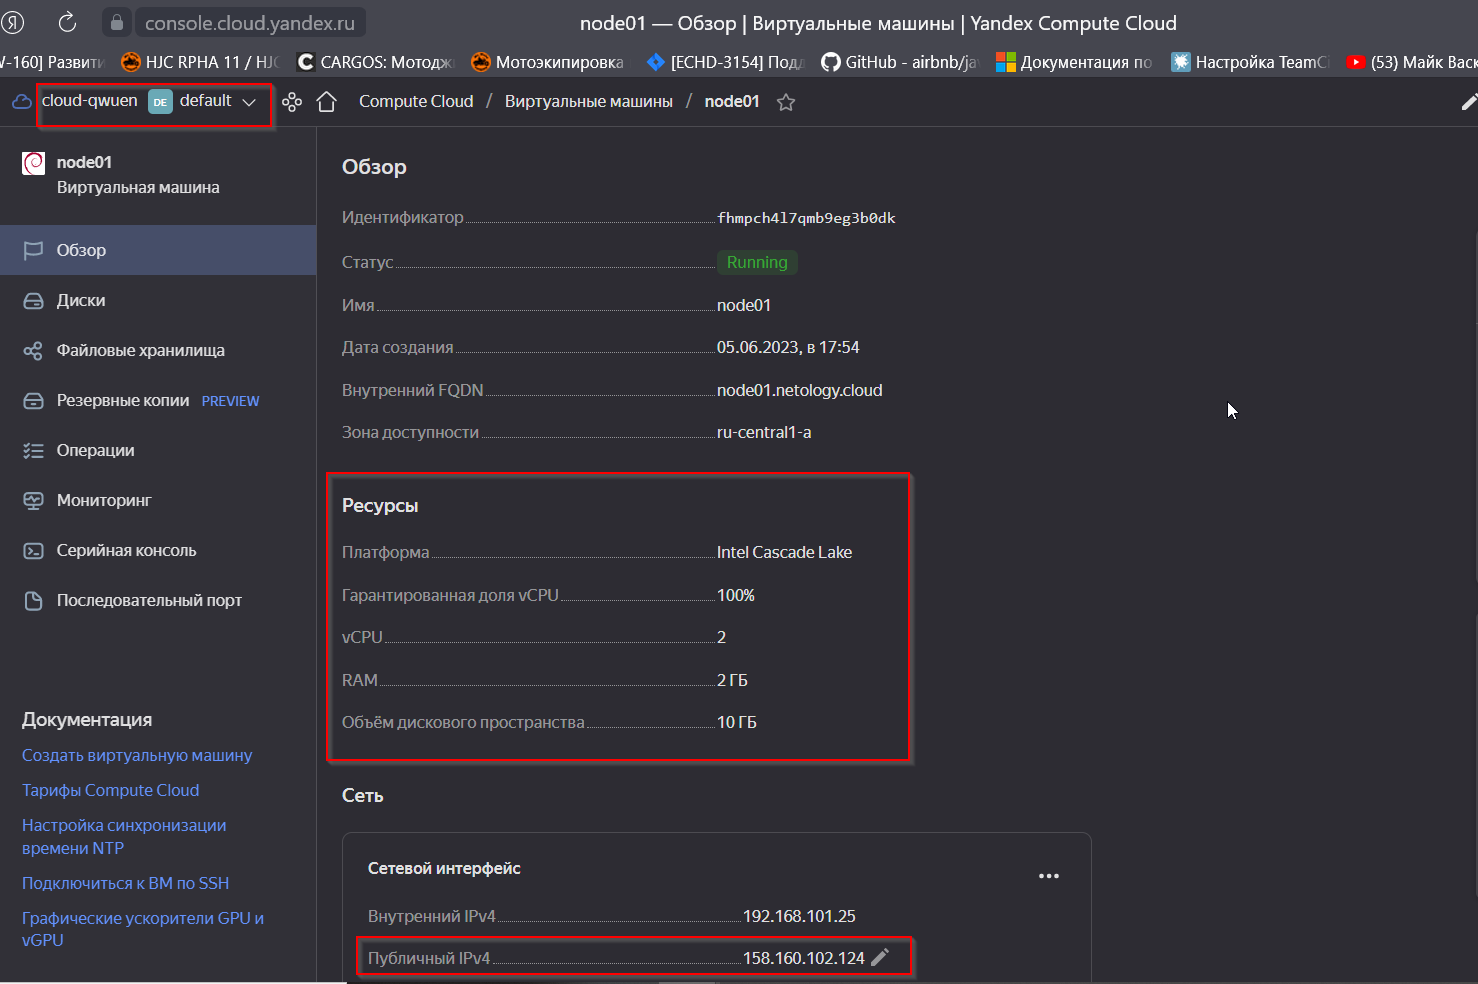 console.cloud.yandex.ru
node01 — Обзор | Виртуальные машины | Yandex Compute Cloud
-160] Развити
HJC RPHA 11 / HJC
CARGOS: Мотодж
Мотоэкипировка
[ECHD-3154] Под
GitHub - airbnb/ja
Документация по
Настройка TeamC
(53) Майк Васк
cloud-qwuen DE default
Compute Cloud / Виртуальные машины / node01
node01
Виртуальная машина
Обзор
Диски
Файловые хранилища
Резервные копии PREVIEW
Операции
Мониторинг
Серийная консоль
Последовательный порт
Документация
Создать виртуальную машину
Тарифы Compute Cloud
Настройка синхронизации
времени NTP
Подключиться к ВМ по SSH
Графические ускорители GPU и
vGPU
Обзор
Идентификатор fhmpch4l7qmb9eg3b0dk
Статус Running
Имя node01
Дата создания 05.06.2023, в 17:54
Внутренний FQDN node01.netology.cloud
Зона доступности ru-central1-a
Ресурсы
Платформа Intel Cascade Lake
Гарантированная доля vCPU 100%
vCPU 2
RAM 2 ГБ
Объём дискового пространства 10 ГБ
Сеть
Сетевой интерфейс
Внутренний IPv4 192.168.101.25
Публичный IPv4 158.160.102.124